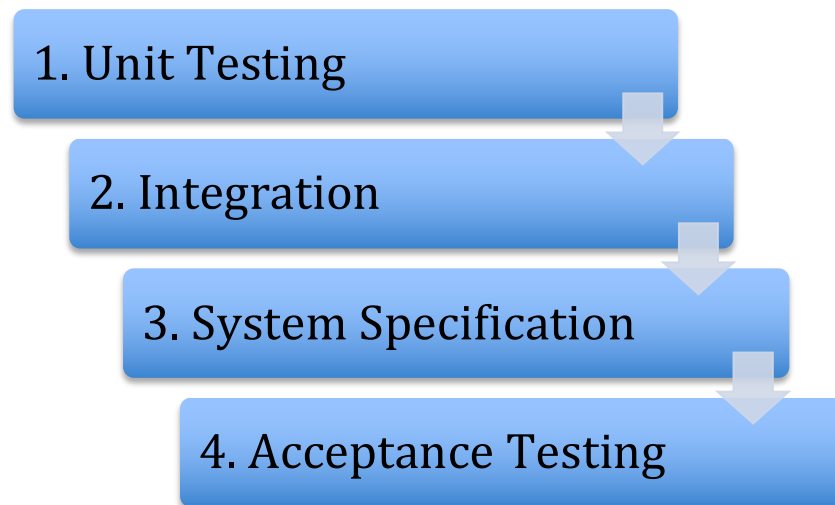 1. Unit Testing
2. Integration
3. System Specification
4. Acceptance Testing